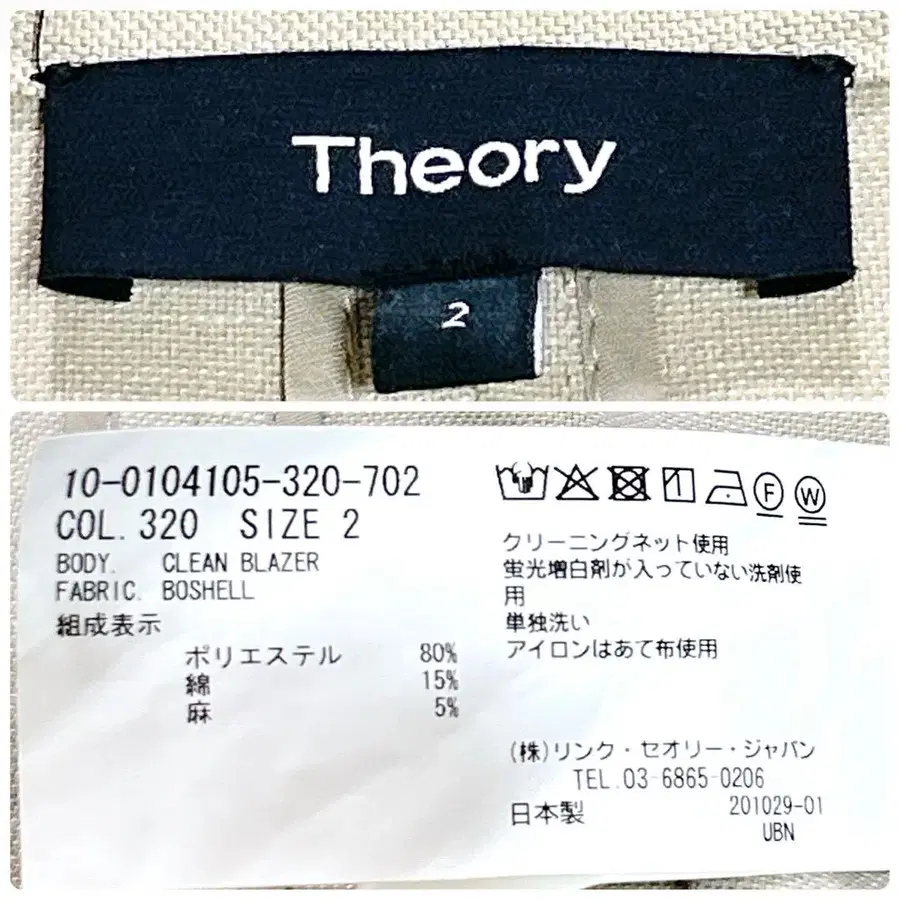 Theory
2
10-0104105-320-702
COL. 320 SIZE 2
BODY. CLEAN BLAZER
FABRIC. BOSHELL
組成表示
ポリエステル 80%
綿 15%
麻 5%
F W
クリーニングネット使用
蛍光増白剤が入っていない洗剤使
用
単独洗い
アイロンはあて布使用
(株)リンク・セオリー・ジャパン
TEL.03-6865-0206
日本製 201029-01
UBN